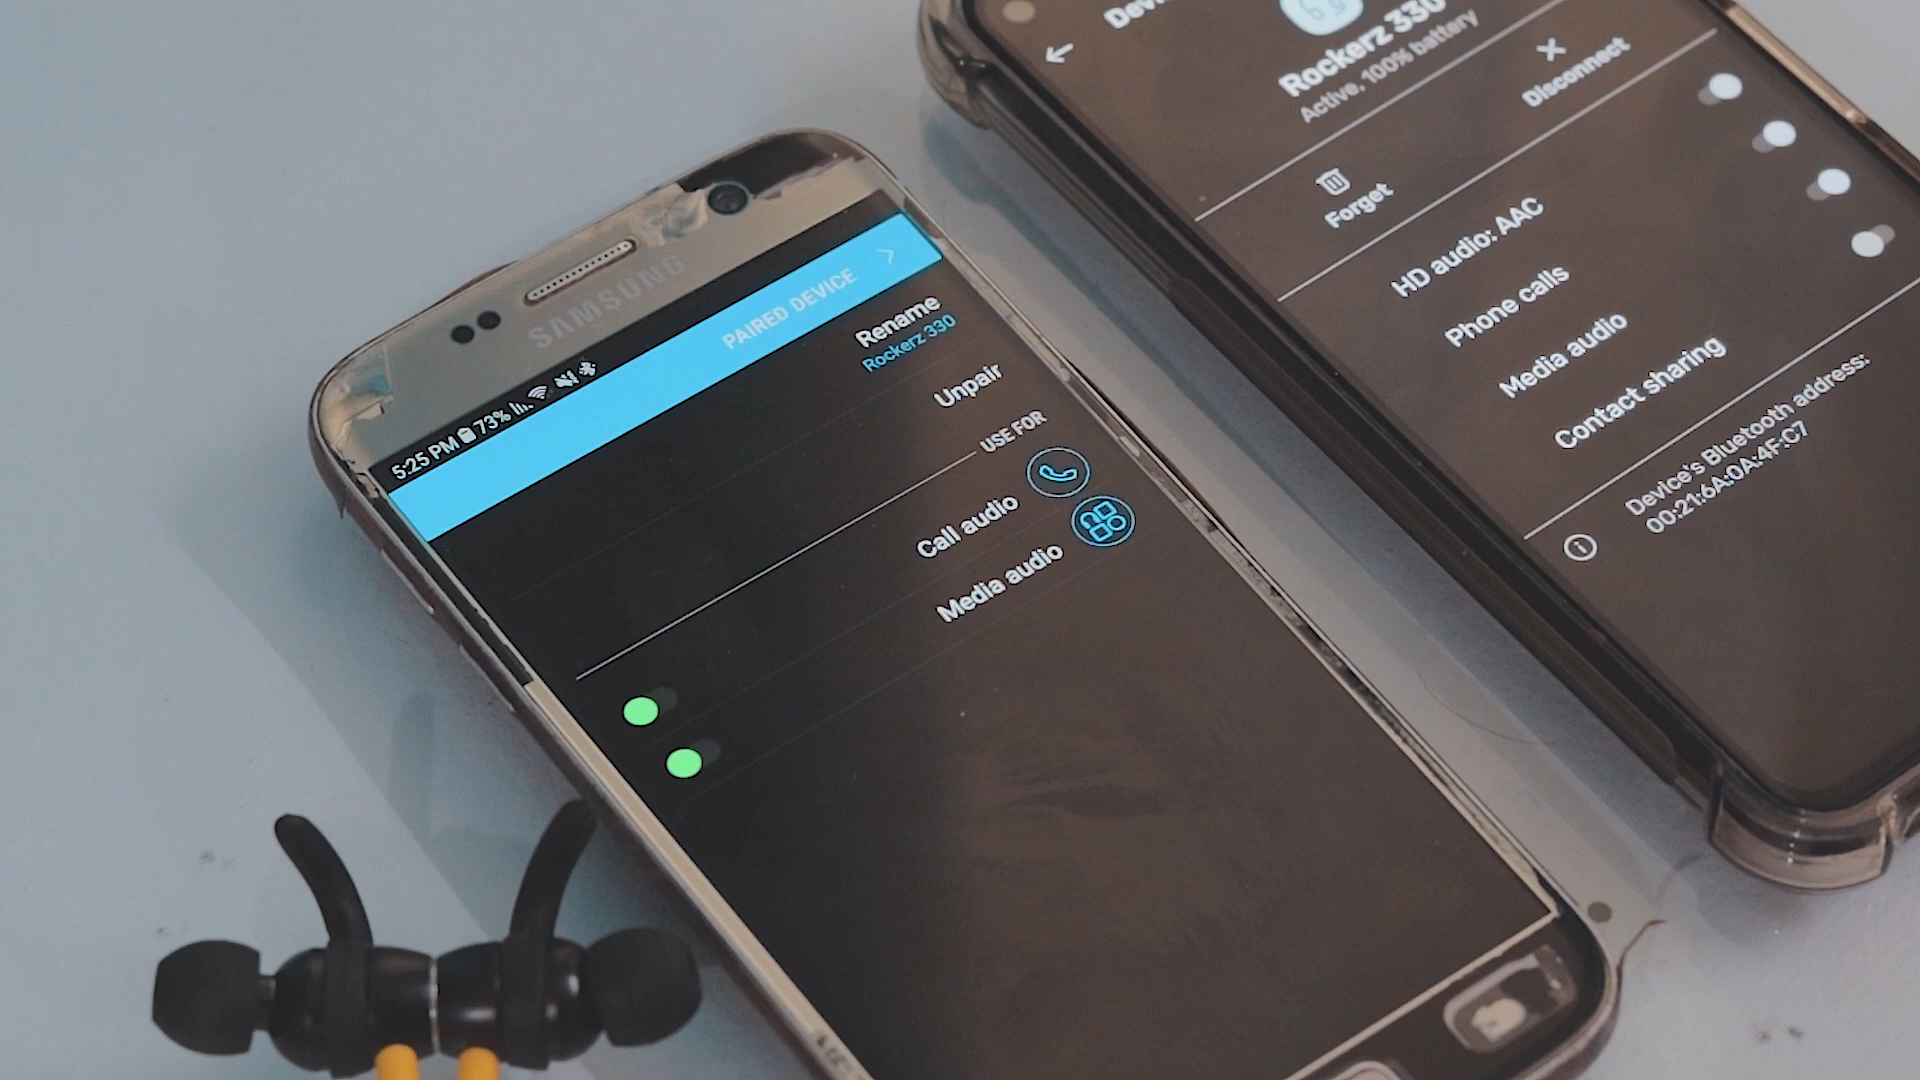 SAMSUNG
5:25 PM 73%
PAIRED DEVICE
Rename
Rockerz 330
Unpair
USE FOR
Call audio
Media audio
Rockerz 330
Active, 100% battery
Forget
Disconnect
HD audio: AAC
Phone calls
Media audio
Contact sharing
Device's Bluetooth address:
00:21:6A:0A:4F:C7